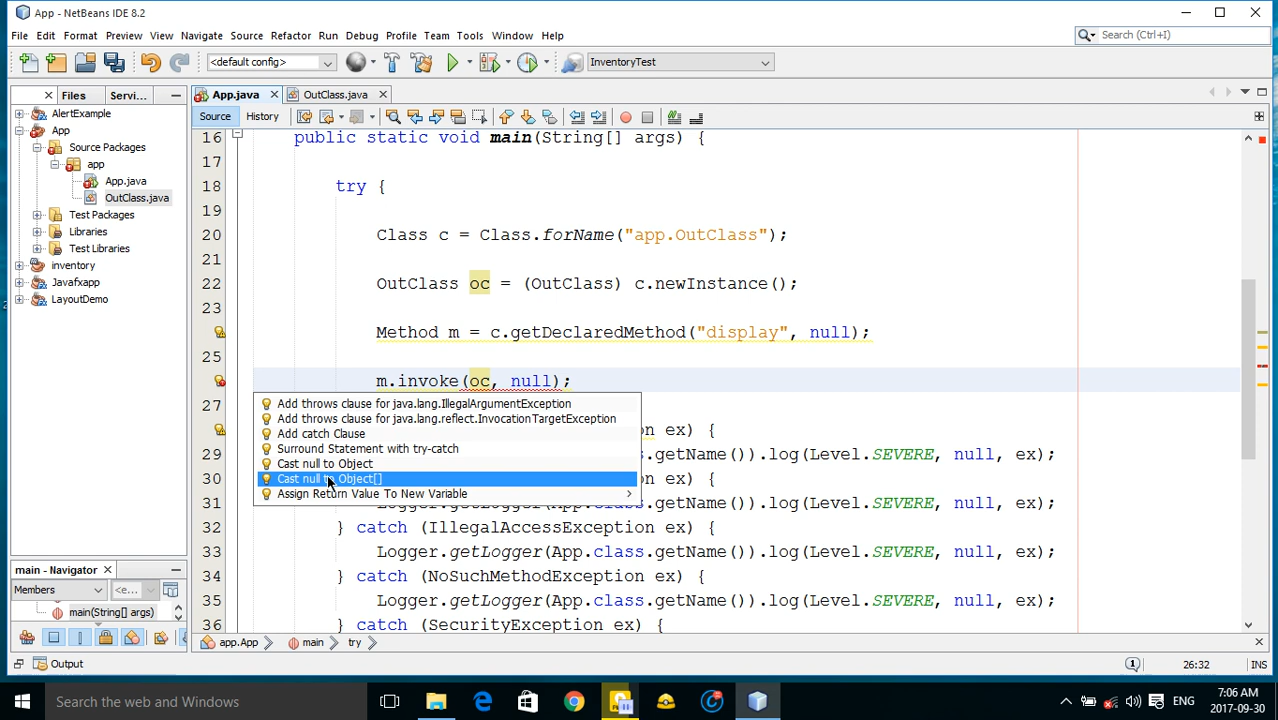 App - NetBeans IDE 8.2
File Edit Format Preview View Navigate Source Refactor Run Debug Profile Team Tools Window Help
Search (Ctrl+I)
<default config>
InventoryTest
Files Servi...
App.java OutClass.java
Source History
AlertExample
App
Source Packages
app
App.java
OutClass.java
Test Packages
Libraries
Test Libraries
inventory
Javafxapp
LayoutDemo
16 public static void main(String[] args) {
17
18 try {
19
20 Class c = Class.forName("app.OutClass");
21
22 OutClass oc = (OutClass) c.newInstance();
23
Method m = c.getDeclaredMethod("display", null);
25
m.invoke(oc, null);
27
Add throws clause for java.lang.IllegalArgumentException
Add throws clause for java.lang.reflect.InvocationTargetException
Add catch Clause
Surround Statement with try-catch
Cast null to Object
Cast null to Object[]
Assign Return Value To New Variable
on ex) {
29 .getName()).log(Level.SEVERE, null, ex);
30 ex) {
31 Logger.getLogger(App.class.getName()).log(Level.SEVERE, null, ex);
32 } catch (IllegalAccessException ex) {
33 Logger.getLogger(App.class.getName()).log(Level.SEVERE, null, ex);
34 } catch (NoSuchMethodException ex) {
35 Logger.getLogger(App.class.getName()).log(Level.SEVERE, null, ex);
36 } catch (SecurityException ex) {
main - Navigator
Members <e...
main(String[] args)
app.App main try
Output
1 26:32 INS
Search the web and Windows
ENG
7:06 AM
2017-09-30